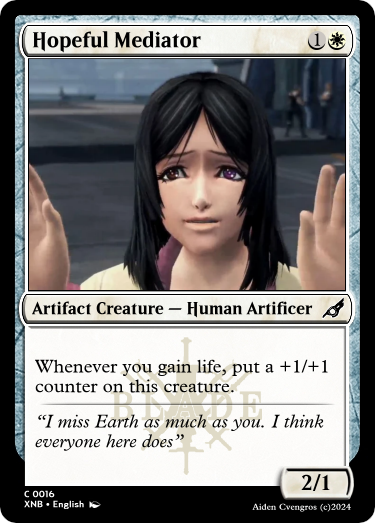 Hopeful Mediator 1
Artifact Creature — Human Artificer
Whenever you gain life, put a +1/+1
counter on this creature.
BLADE
X
“I miss Earth as much as you. I think
everyone here does”
2/1
C 0016
XNB • English
Aiden Cvengros (c)2024